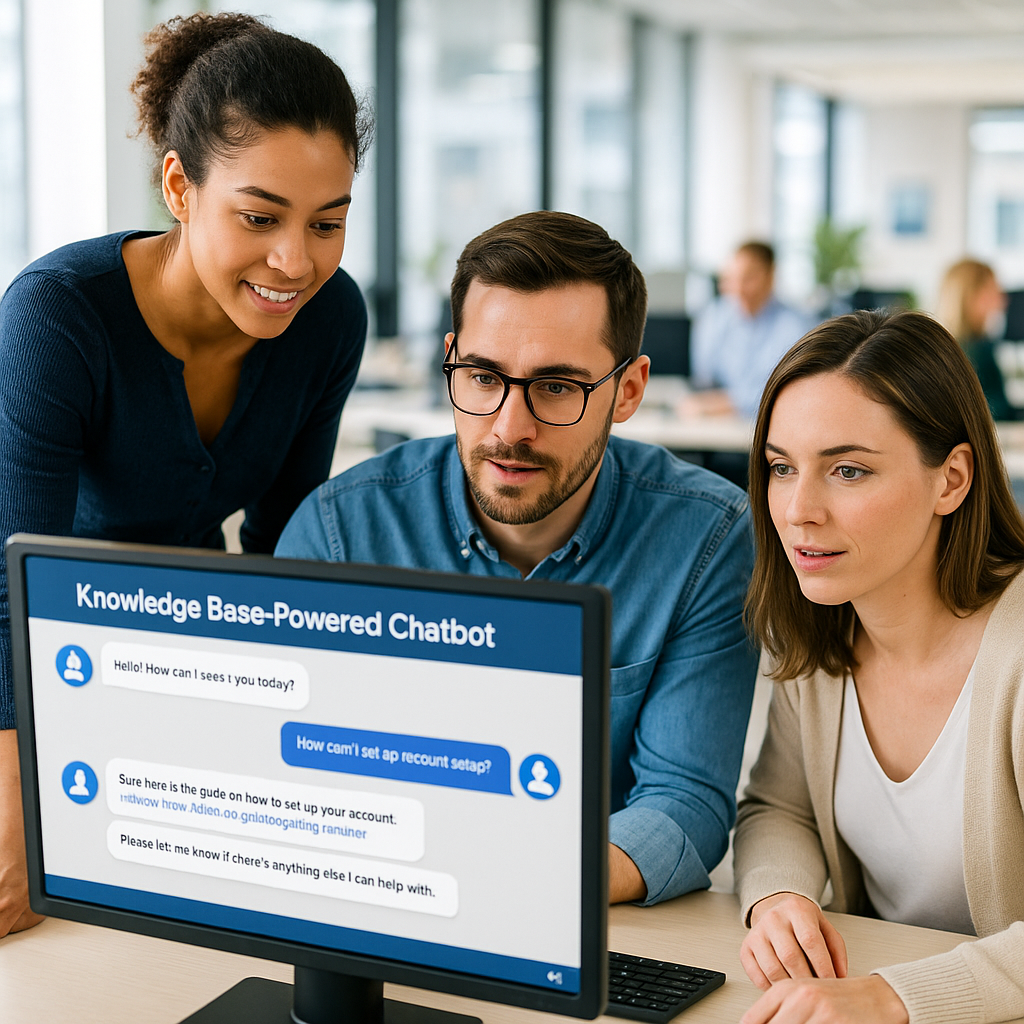 Knowledge Base-Powered Chatbot
Hello! How can I sees t you today?
How cam'l set ap recount setap?
Sure here is the gude on how to set up your account.
Please let: me know if chere's anything else I can help with.